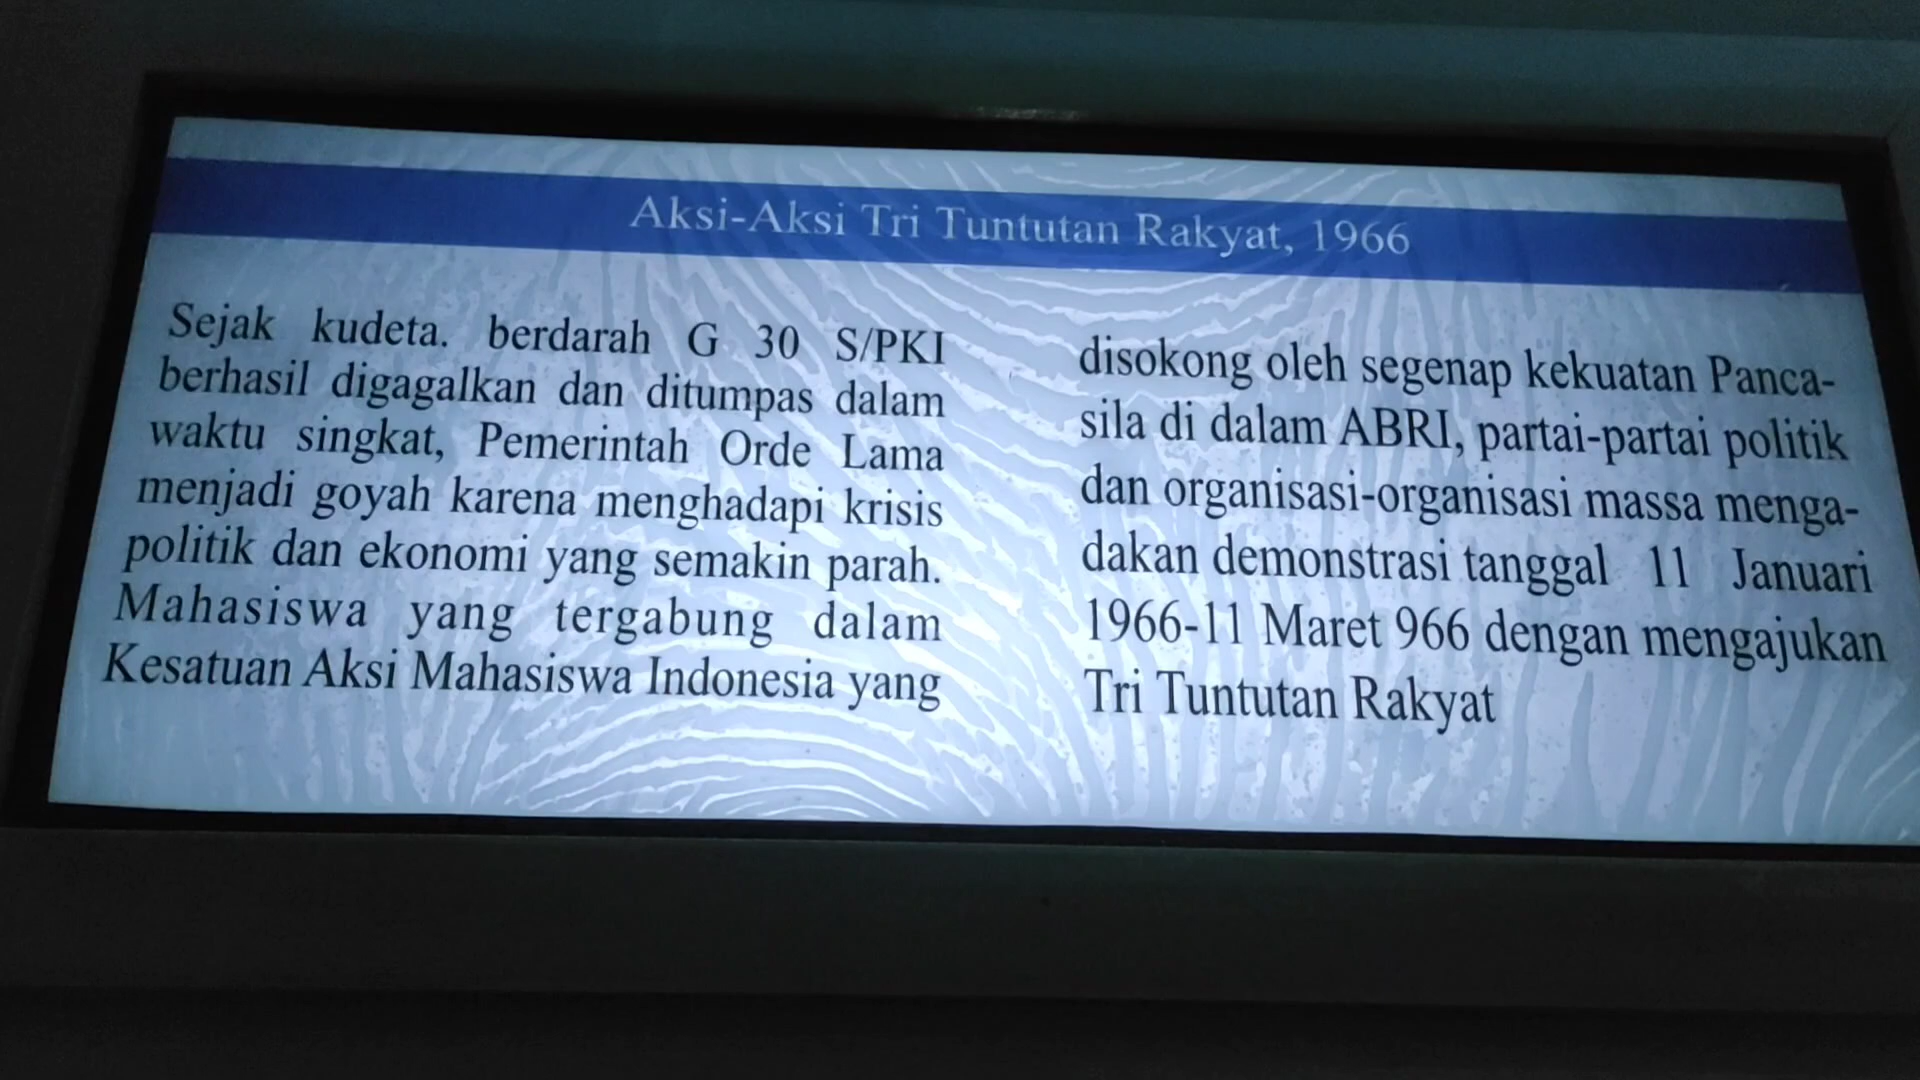 Aksi-Aksi Tri Tuntutan Rakyat, 1966
Sejak kudeta. berdarah G 30 S/PKI
berhasil digagalkan dan ditumpas dalam
waktu singkat, Pemerintah Orde Lama
menjadi goyah karena menghadapi krisis
politik dan ekonomi yang semakin parah.
Mahasiswa yang tergabung dalam
Kesatuan Aksi Mahasiswa Indonesia yang
disokong oleh segenap kekuatan Panca-
sila di dalam ABRI, partai-partai politik
dan organisasi-organisasi massa menga-
dakan demonstrasi tanggal 11 Januari
1966-11 Maret 966 dengan mengajukan
Tri Tuntutan Rakyat